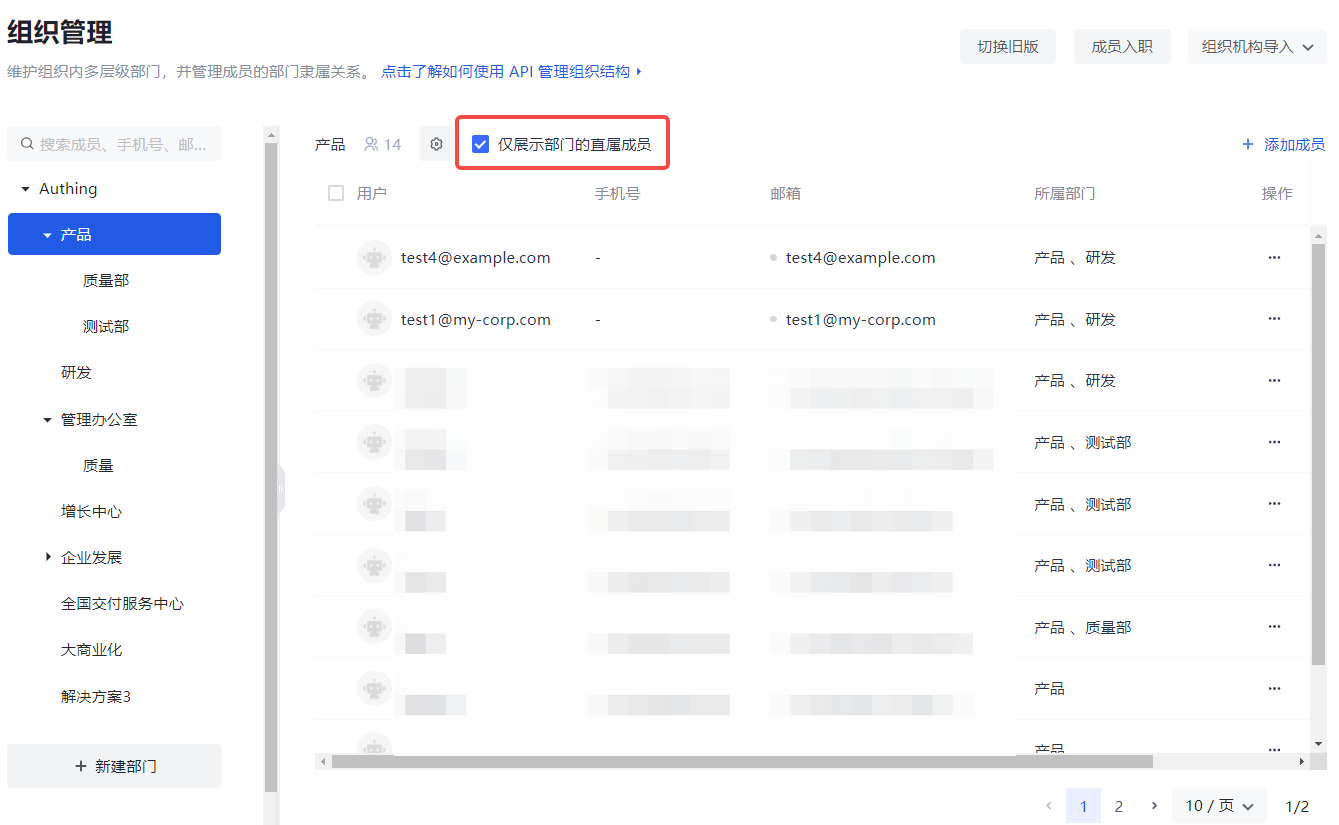 组织管理
维护组织内多层级部门，并管理成员的部门隶属关系。 点击了解如何使用 API 管理组织结构
切换旧版
成员入职
组织机构导入
搜索成员、手机号、邮...
Authing
产品
质量部
测试部
研发
管理办公室
质量
增长中心
企业发展
全国交付服务中心
大商业化
解决方案3
+ 新建部门
产品 14
仅展示部门的直属成员
+ 添加成员
用户 手机号 邮箱 所属部门 操作
test4@example.com - test4@example.com 产品 、研发 ···
test1@my-corp.com - test1@my-corp.com 产品 、研发 ···
产品 、研发 ···
产品 、测试部 ···
产品 、测试部 ···
产品 、测试部 ···
产品 、质量部 ···
产品 ···
产品 ···
1 2 10 / 页 1/2